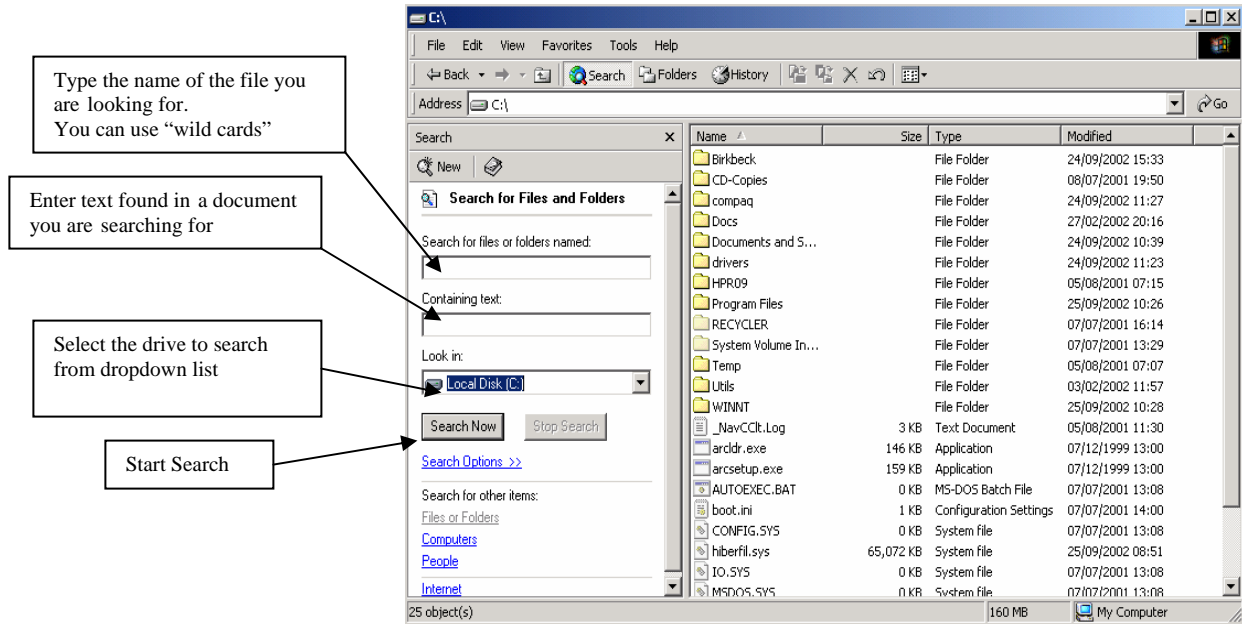 Type the name of the file you
are looking for.
You can use “wild cards”
Enter text found in a document
you are searching for
Select the drive to search
from dropdown list
Start Search
C:\
File Edit View Favorites Tools Help
Back Search Folders History
Address C:\ Go
Search
New
Search for Files and Folders
Search for files or folders named:
Containing text:
Look in:
Local Disk (C:)
Search Now Stop Search
Search Options >>
Search for other items:
Files or Folders
Computers
People
Internet
Name Size Type Modified
Birkbeck File Folder 24/09/2002 15:33
CD-Copies File Folder 08/07/2001 19:50
compaq File Folder 24/09/2002 11:27
Docs File Folder 27/02/2002 20:16
Documents and S... File Folder 24/09/2002 10:39
drivers File Folder 24/09/2002 11:23
HPR09 File Folder 05/08/2001 07:15
Program Files File Folder 25/09/2002 10:26
RECYCLER File Folder 07/07/2001 16:14
System Volume In... File Folder 07/07/2001 13:29
Temp File Folder 05/08/2001 07:07
Utils File Folder 03/02/2002 11:57
WINNT File Folder 25/09/2002 10:28
_NavCClt.Log 3 KB Text Document 05/08/2001 11:30
arcldr.exe 146 KB Application 07/12/1999 13:00
arcsetup.exe 159 KB Application 07/12/1999 13:00
AUTOEXEC.BAT 0 KB MS-DOS Batch File 07/07/2001 13:08
boot.ini 1 KB Configuration Settings 07/07/2001 14:00
CONFIG.SYS 0 KB System file 07/07/2001 13:08
hiberfil.sys 65,072 KB System file 25/09/2002 08:51
IO.SYS 0 KB System file 07/07/2001 13:08
MSDOS.SYS 0 KB System file 07/07/2001 13:08
25 object(s) 160 MB My Computer